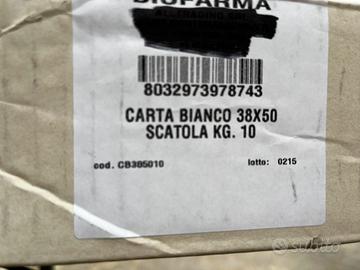 BIOFARMA
8032973978743
CARTA BIANCO 38X50
SCATOLA KG. 10
cod. CB385010
lotto: 0215
subito